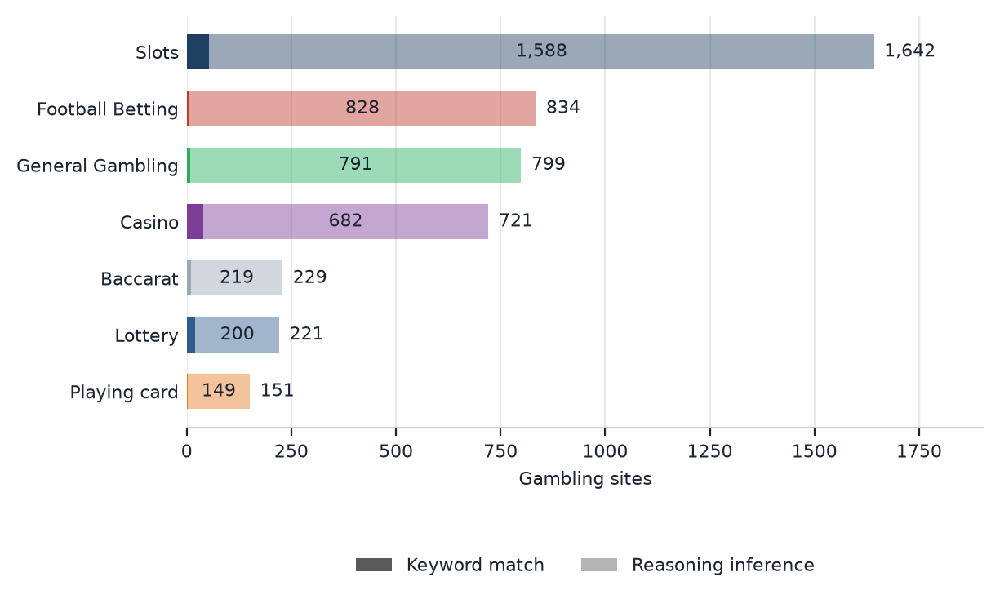 Slots 1,588 1,642
Football Betting 828 834
General Gambling 791 799
Casino 682 721
Baccarat 219 229
Lottery 200 221
Playing card 149 151
0 250 500 750 1000 1250 1500 1750
Gambling sites
Keyword match Reasoning inference